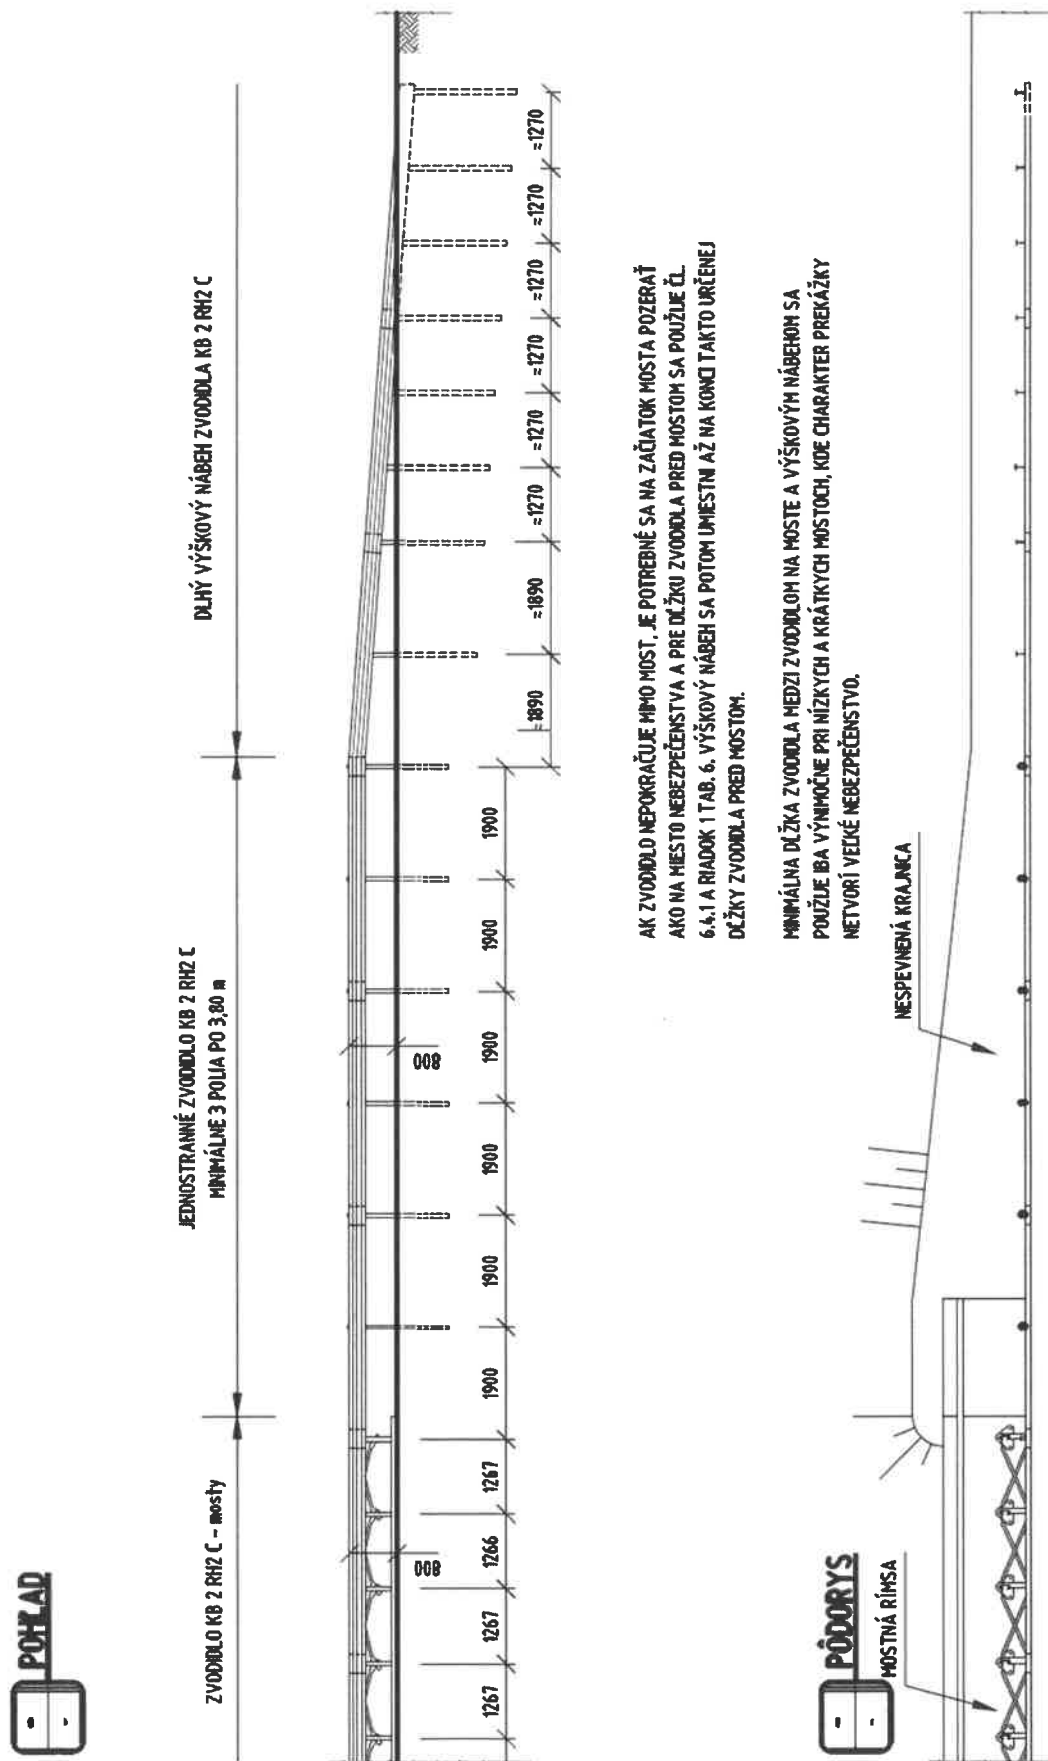 POHĽAD
ZVODIDLO KB 2 RH2 C - mosty
JEDNOSTRANNÉ ZVODIDLO KB 2 RH2 C
MINIMÁLNE 3 POLIA PO 3,80 m
DLHÝ VÝŠKOVÝ NÁBEH ZVODIDLA KB 2 RH2 C
800
800
1267
1267
1266
1267
1900
1900
1900
1900
1900
1900
≈1890
≈1890
≈1270
≈1270
≈1270
≈1270
≈1270
≈1270
AK ZVODIDLO NEPOKRAČUJE MIMO MOST, JE POTREBNÉ SA NA ZAČIATOK MOSTA POZERAŤ
AKO NA MIESTO NEBEZPEČENSTVA A PRE DĹŽKU ZVODIDLA PRED MOSTOM SA POUŽIJE ČL.
6.4.1 A RIADOK 1 TAB. 6. VÝŠKOVÝ NÁBEH SA POTOM UMIESTNI AŽ NA KONCI TAKTO URČENEJ
DĹŽKY ZVODIDLA PRED MOSTOM.
MINIMÁLNA DĹŽKA ZVODIDLA MEDZI ZVODIDLOM NA MOSTE A VÝŠKOVÝM NÁBEHOM SA
POUŽIJE IBA VÝNIMOČNE PRI NÍZKYCH A KRÁTKYCH MOSTOCH, KDE CHARAKTER PREKÁŽKY
NETVORÍ VEĽKÉ NEBEZPEČENSTVO.
PÔDORYS
MOSTNÁ RÍMSA
NESPEVNENÁ KRAJNICA